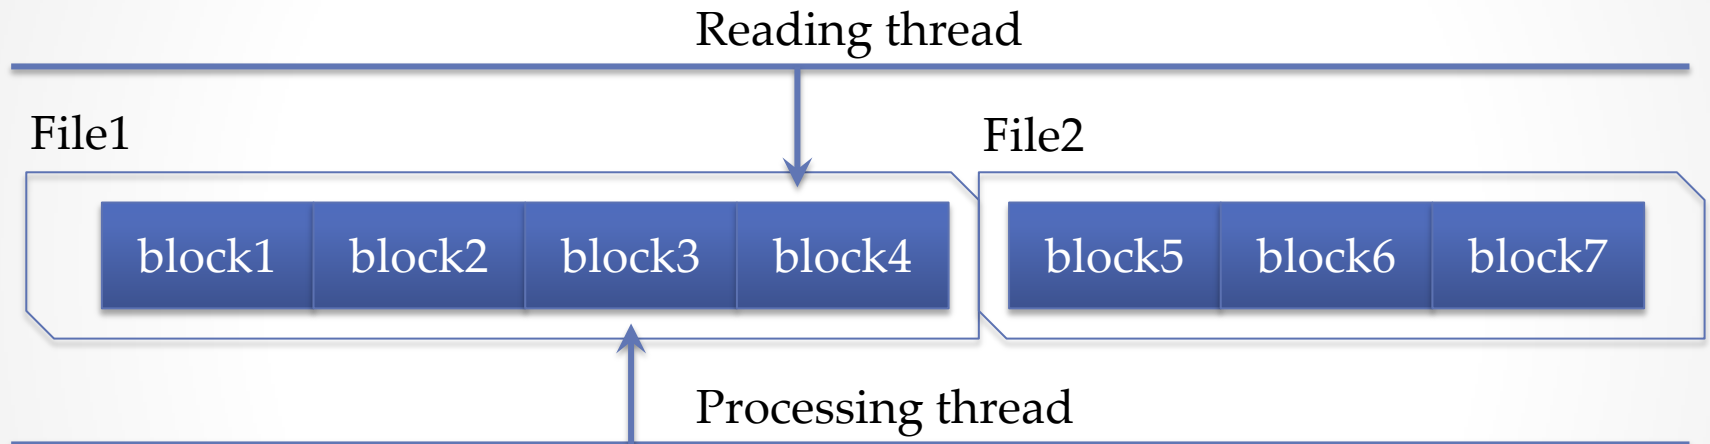 Reading thread
File1
File2
block1 block2 block3 block4 block5 block6 block7
Processing thread